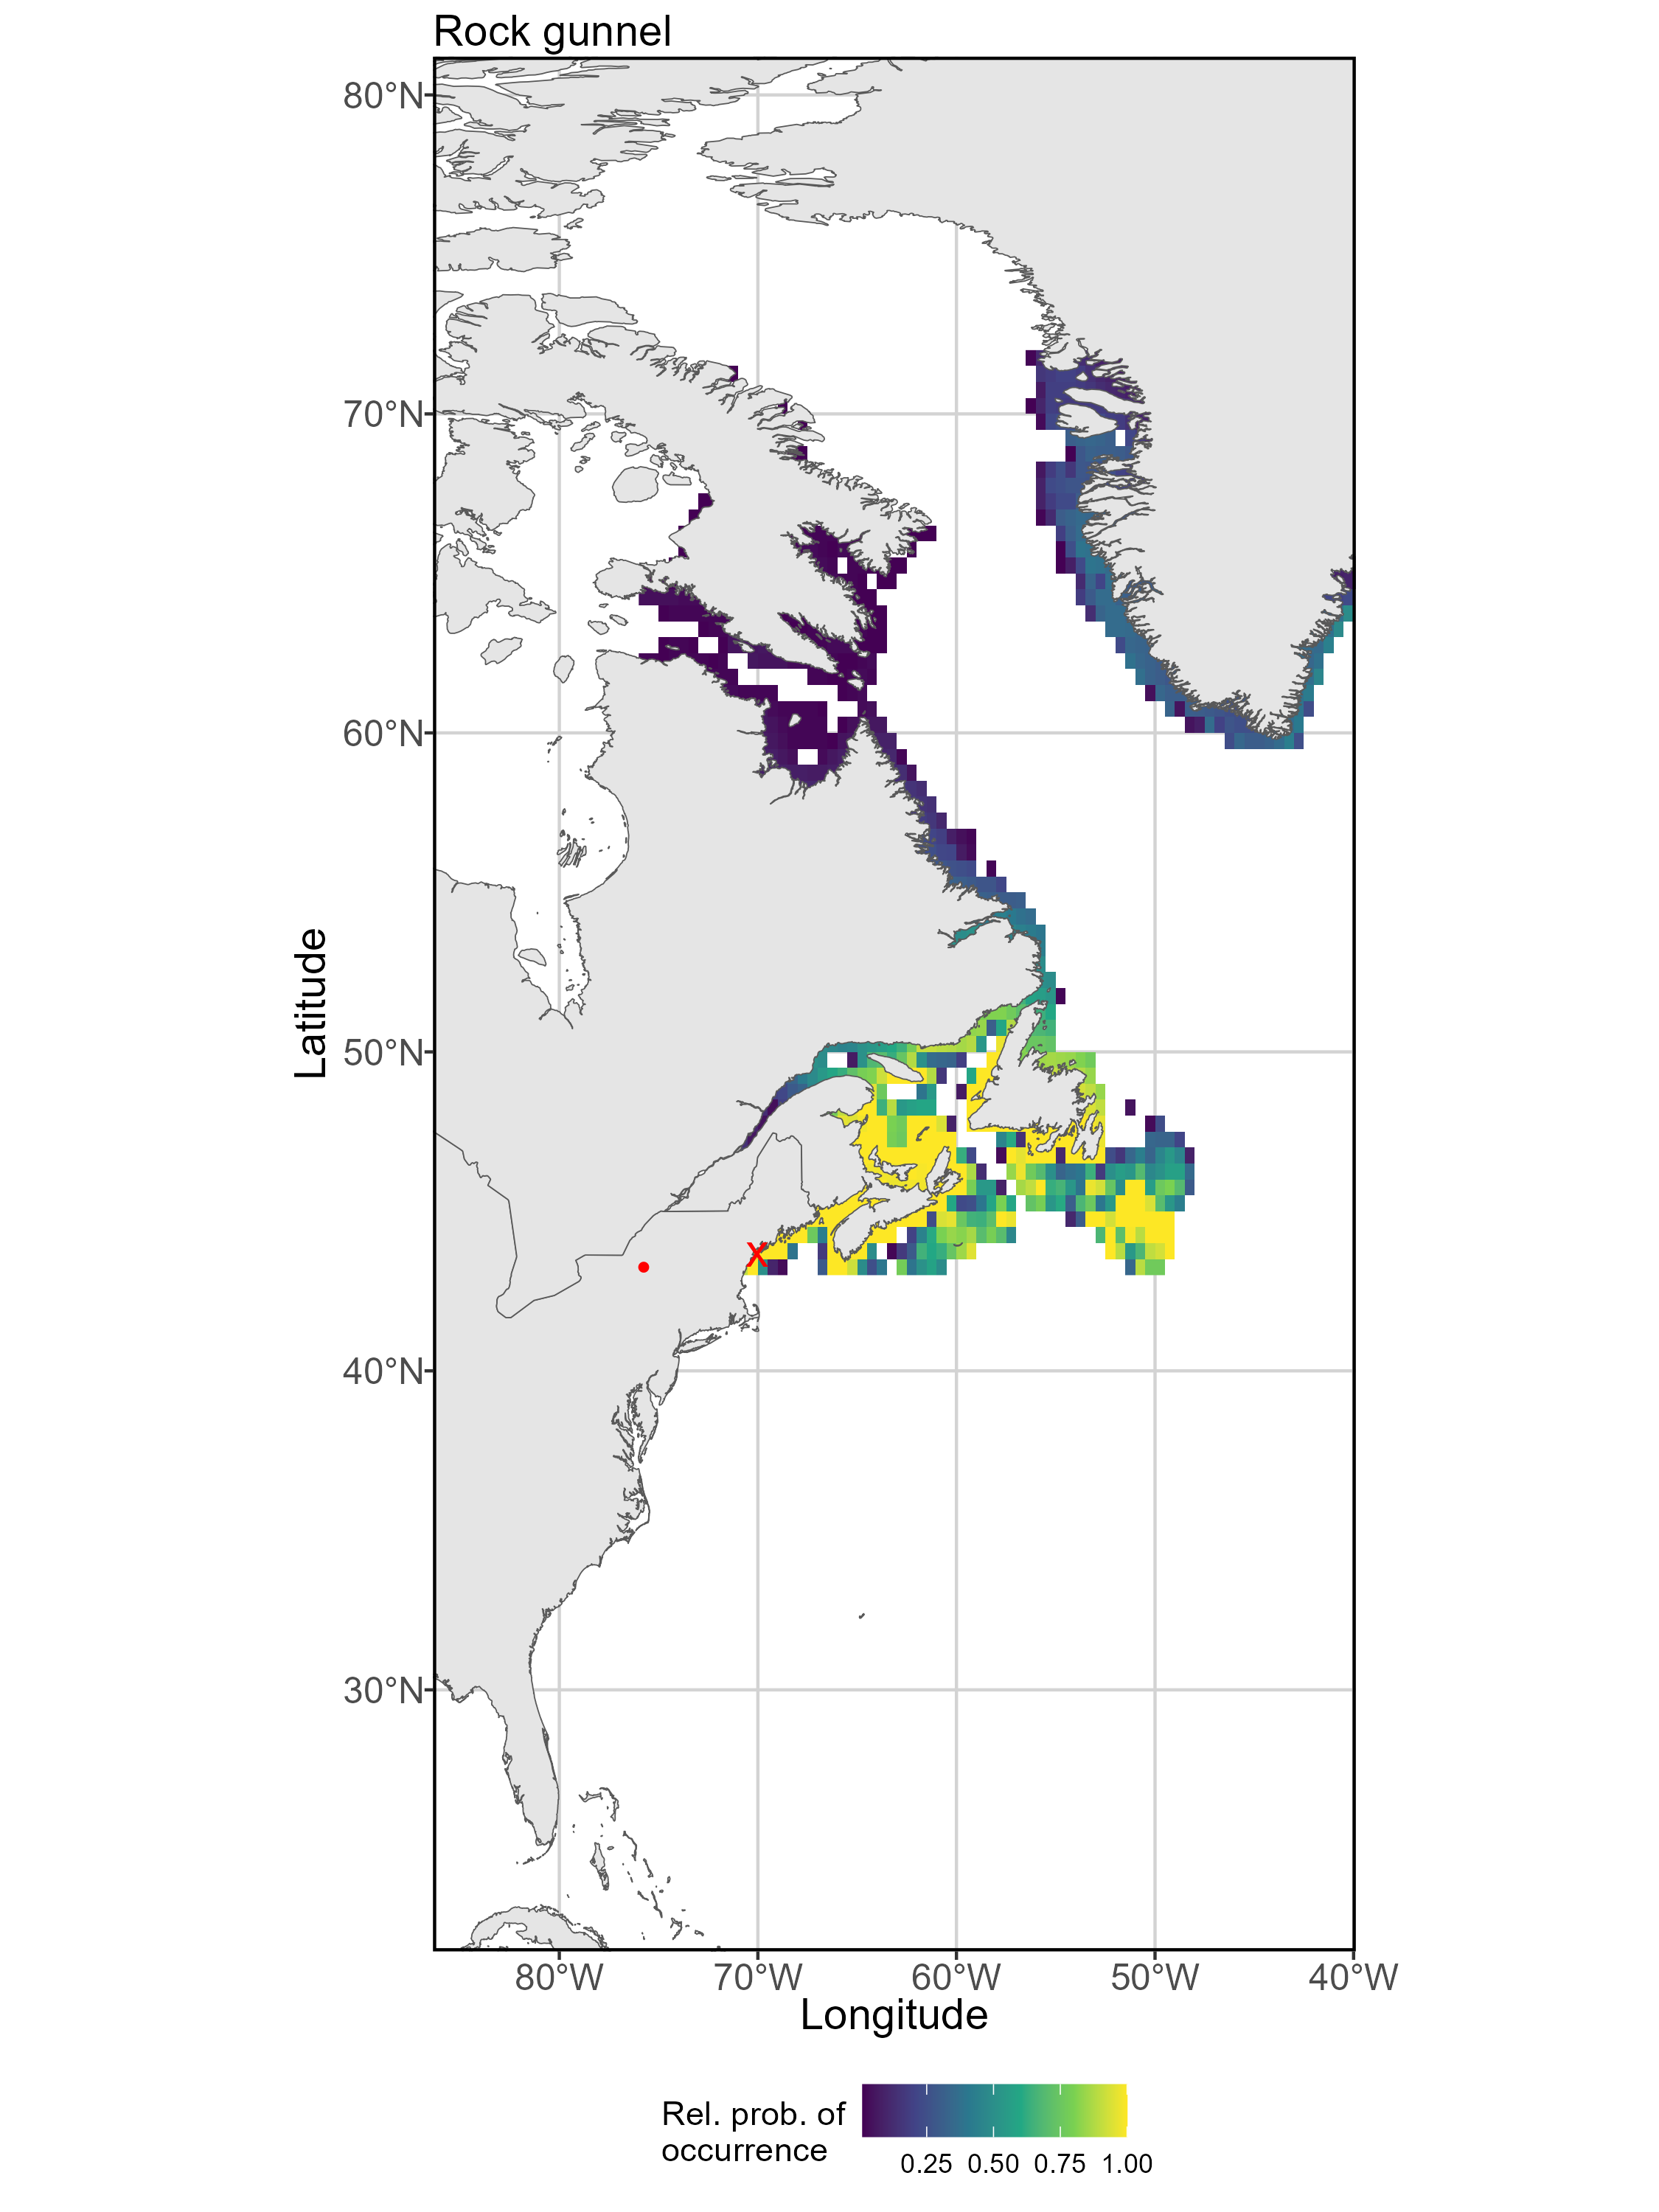 Rock gunnel
80°N
70°N
60°N
50°N
40°N
30°N
Latitude
X
80°W 70°W 60°W 50°W 40°W
Longitude
Rel. prob. of
occurrence
0.25 0.50 0.75 1.00